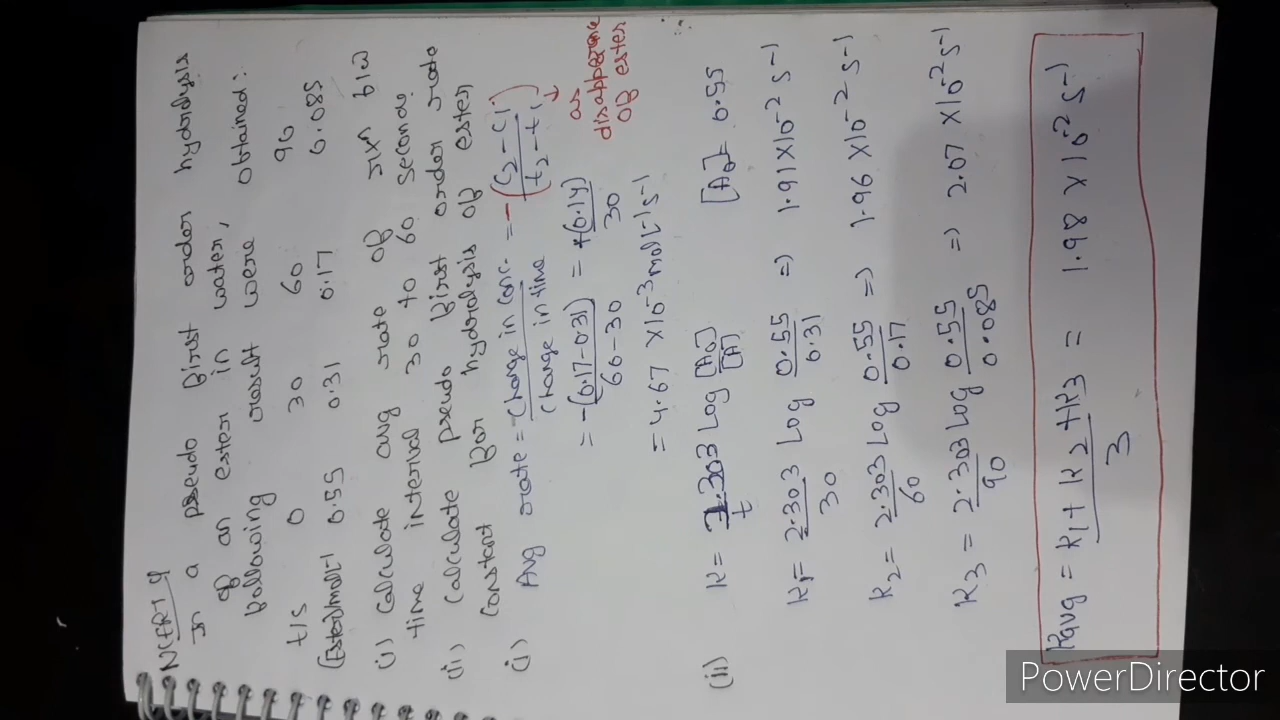 NCERT 4
In a pseudo first order hydrolysis
of an ester in water,
following result were obtained:
t/s 0 30 60 90
[Ester]/molL⁻¹ 0.55 0.31 0.17 0.085
(i) Calculate avg rate of rxn b/w
time interval 30 to 60 seconds.
(ii) Calculate pseudo first order rate
constant for hydrolysis of ester
(i) Avg rate = Change in conc. / Change in time = -(C2-C1 / t2-t1)
↓ as disappearance of ester
= -(0.17-0.31) / 60-30 = +(0.14) / 30
= 4.67 x10⁻³ molL⁻¹s⁻¹
(ii) K = 2.303/t log [A₀]/[A] [A₀] = 0.55
K₁ = 2.303/30 log 0.55/0.31 => 1.91 x10⁻² s⁻¹
K₂ = 2.303/60 log 0.55/0.17 => 1.96 x10⁻² s⁻¹
K₃ = 2.303/90 log 0.55/0.085 => 2.07 x10⁻² s⁻¹
Kavg = K₁+K₂+K₃ / 3 = 1.98 x 10⁻² s⁻¹
PowerDirector